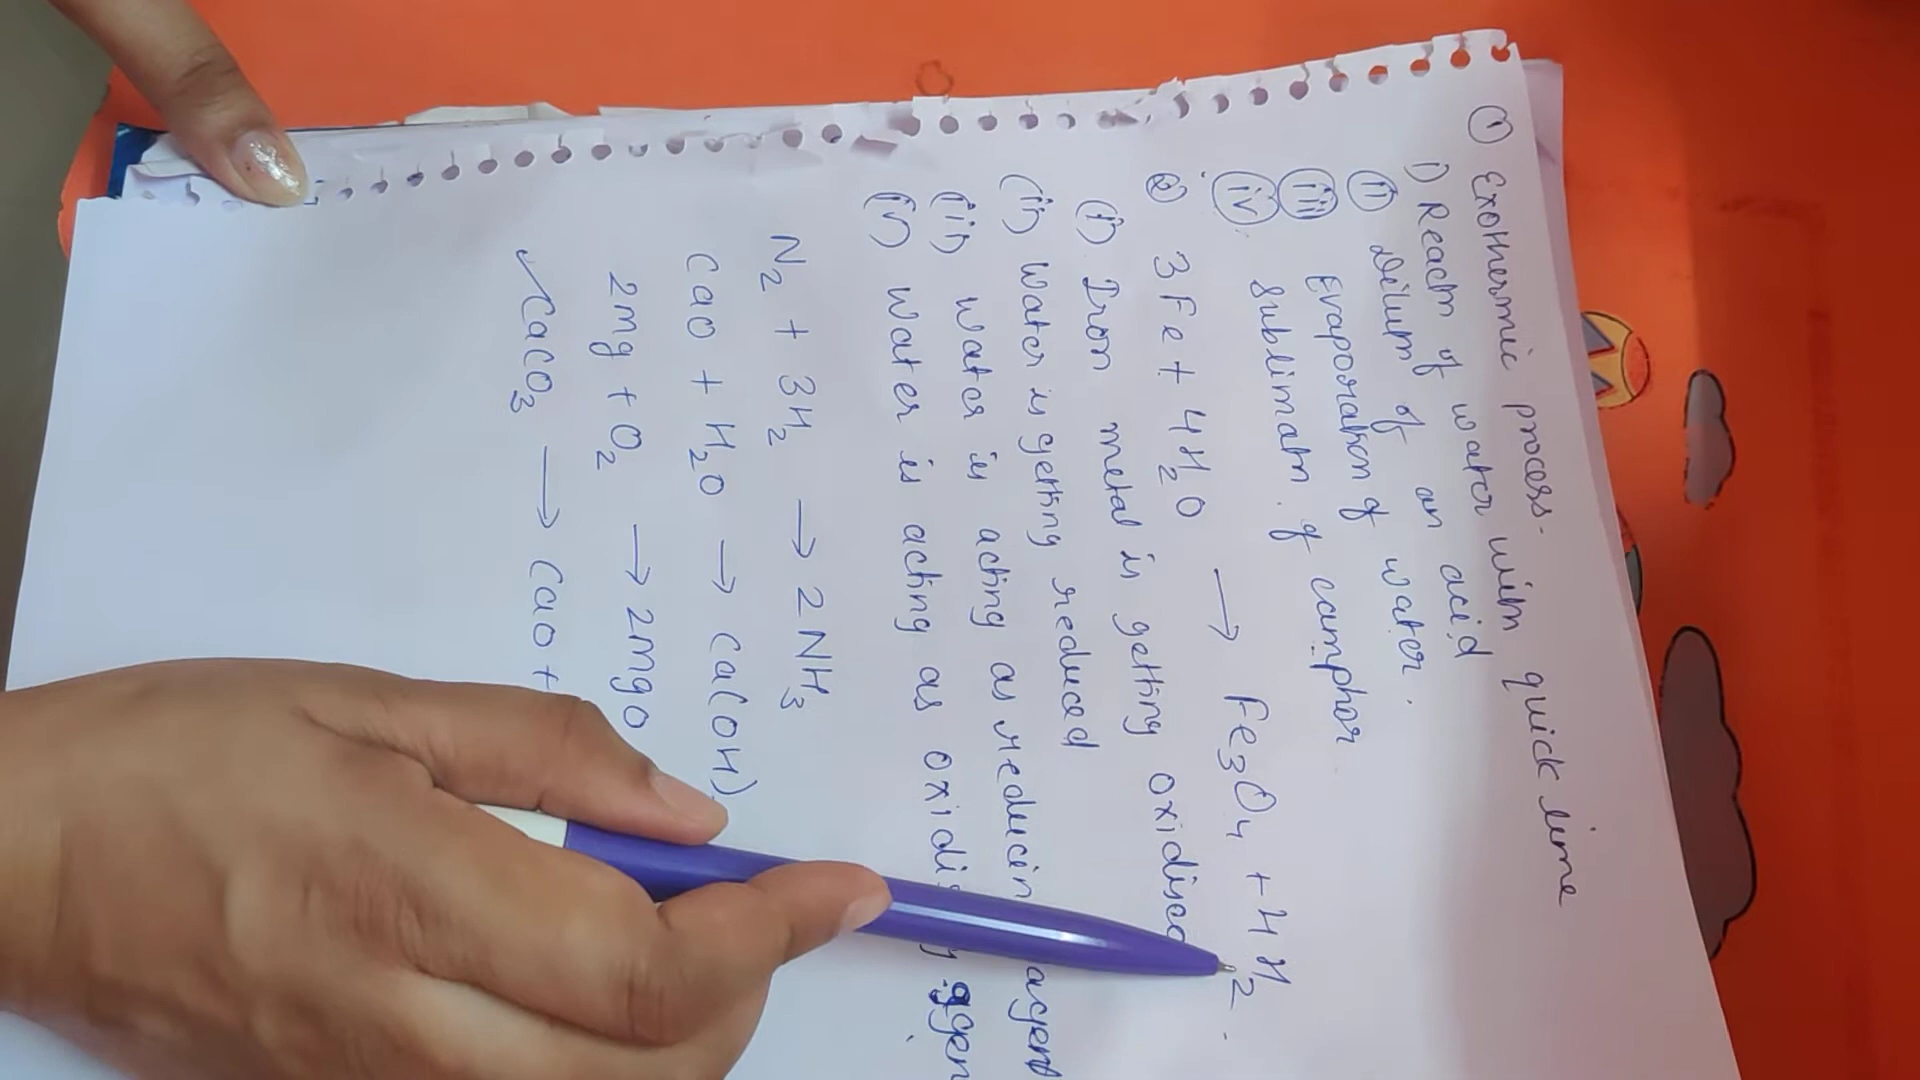 ① Exothermic process.
i) Reactn of water with quick lime
(ii) Dilutn of an acid
(iii) Evaporation of water.
(iv) Sublimatn of camphor
② 3Fe + 4H₂O → Fe₃O₄ + 4H₂.
(i) Iron metal is getting oxidised
(ii) Water is getting reduced
(iii) water is acting as reducin agent
(iv) Water is acting as oxidisy agen
N₂ + 3H₂ → 2NH₃
CaO + H₂O → Ca(OH)
2mg + O₂ → 2mgO
✓CaCO₃ → CaO +